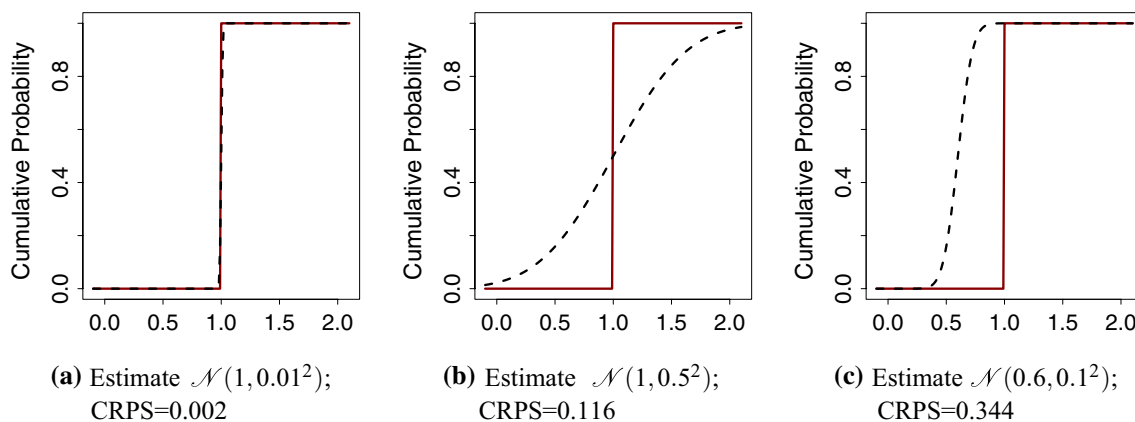 Cumulative Probability
0.0 0.4 0.8
0.0 0.5 1.0 1.5 2.0
(a) Estimate 𝒩(1,0.01²);
CRPS=0.002
Cumulative Probability
0.0 0.4 0.8
0.0 0.5 1.0 1.5 2.0
(b) Estimate 𝒩(1,0.5²);
CRPS=0.116
Cumulative Probability
0.0 0.4 0.8
0.0 0.5 1.0 1.5 2.0
(c) Estimate 𝒩(0.6,0.1²);
CRPS=0.344